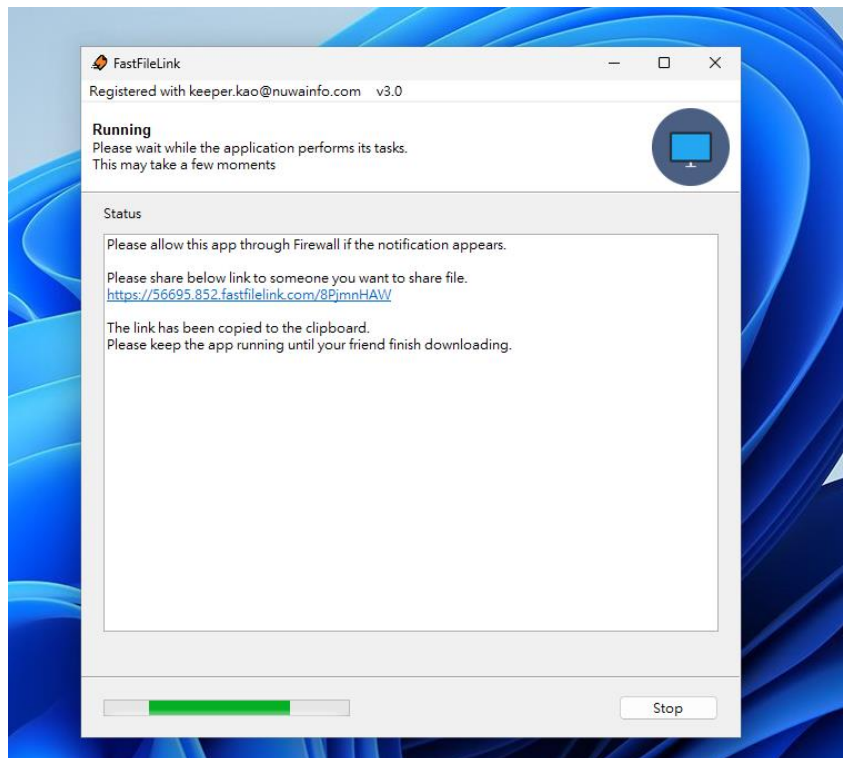 FastFileLink
Registered with keeper.kao@nuwainfo.com v3.0
Running
Please wait while the application performs its tasks.
This may take a few moments
Status
Please allow this app through Firewall if the notification appears.
Please share below link to someone you want to share file.
https://56695.852.fastfilelink.com/8PjmnHAW
The link has been copied to the clipboard.
Please keep the app running until your friend finish downloading.
Stop